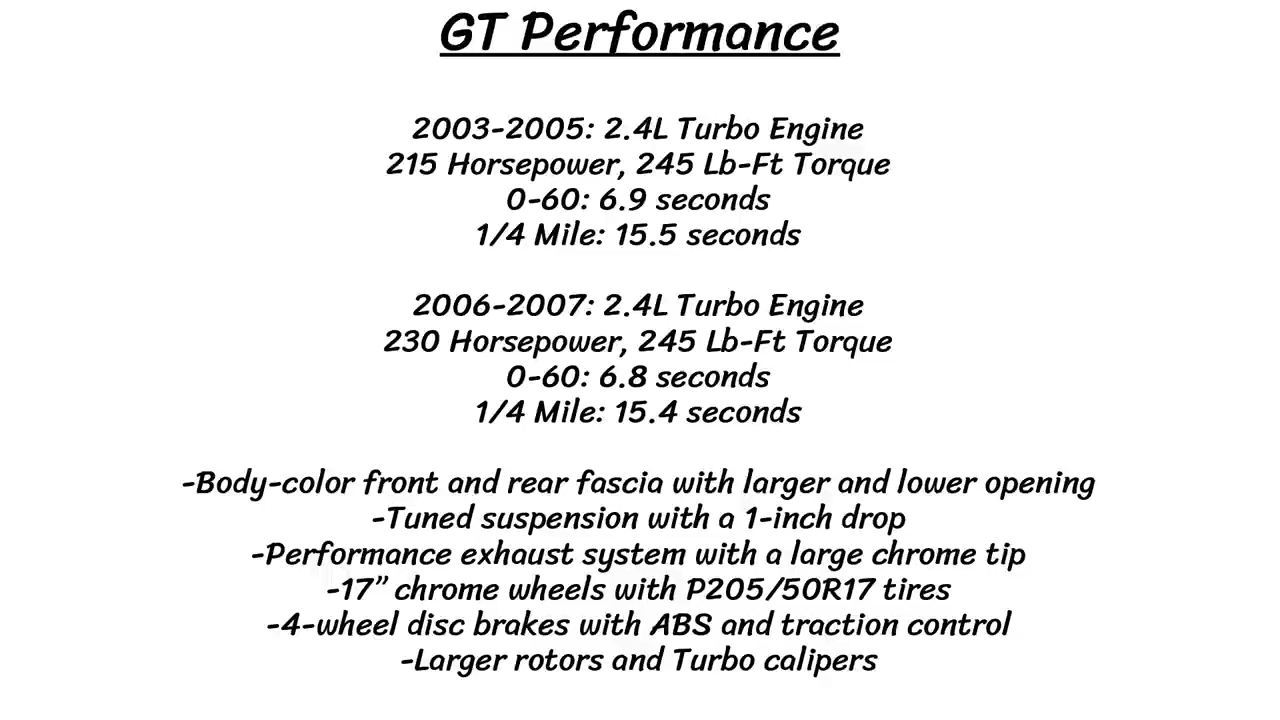 GT Performance
2003-2005: 2.4L Turbo Engine
215 Horsepower, 245 Lb-Ft Torque
0-60: 6.9 seconds
1/4 Mile: 15.5 seconds
2006-2007: 2.4L Turbo Engine
230 Horsepower, 245 Lb-Ft Torque
0-60: 6.8 seconds
1/4 Mile: 15.4 seconds
-Body-color front and rear fascia with larger and lower opening
-Tuned suspension with a 1-inch drop
-Performance exhaust system with a large chrome tip
-17” chrome wheels with P205/50R17 tires
-4-wheel disc brakes with ABS and traction control
-Larger rotors and Turbo calipers